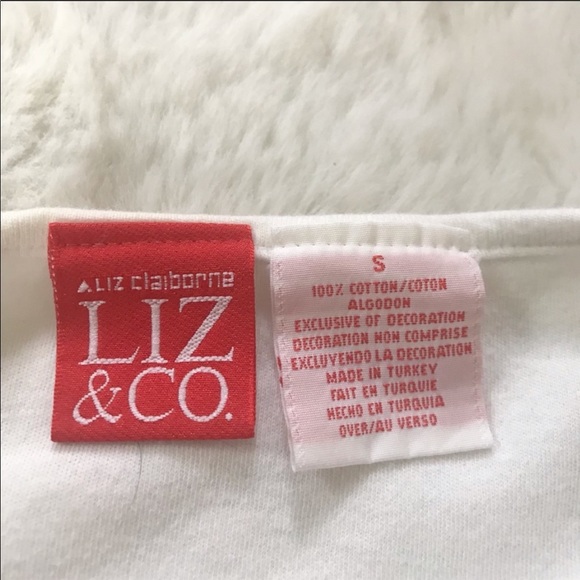 LIZ claiborne
LIZ
&CO.
S
100% COTTON/COTON
ALGODON
EXCLUSIVE OF DECORATION
DECORATION NON COMPRISE
EXCLUYENDO LA DECORATION
MADE IN TURKEY
FAIT EN TURQUIE
HECHO EN TURQUIA
OVER/AU VERSO